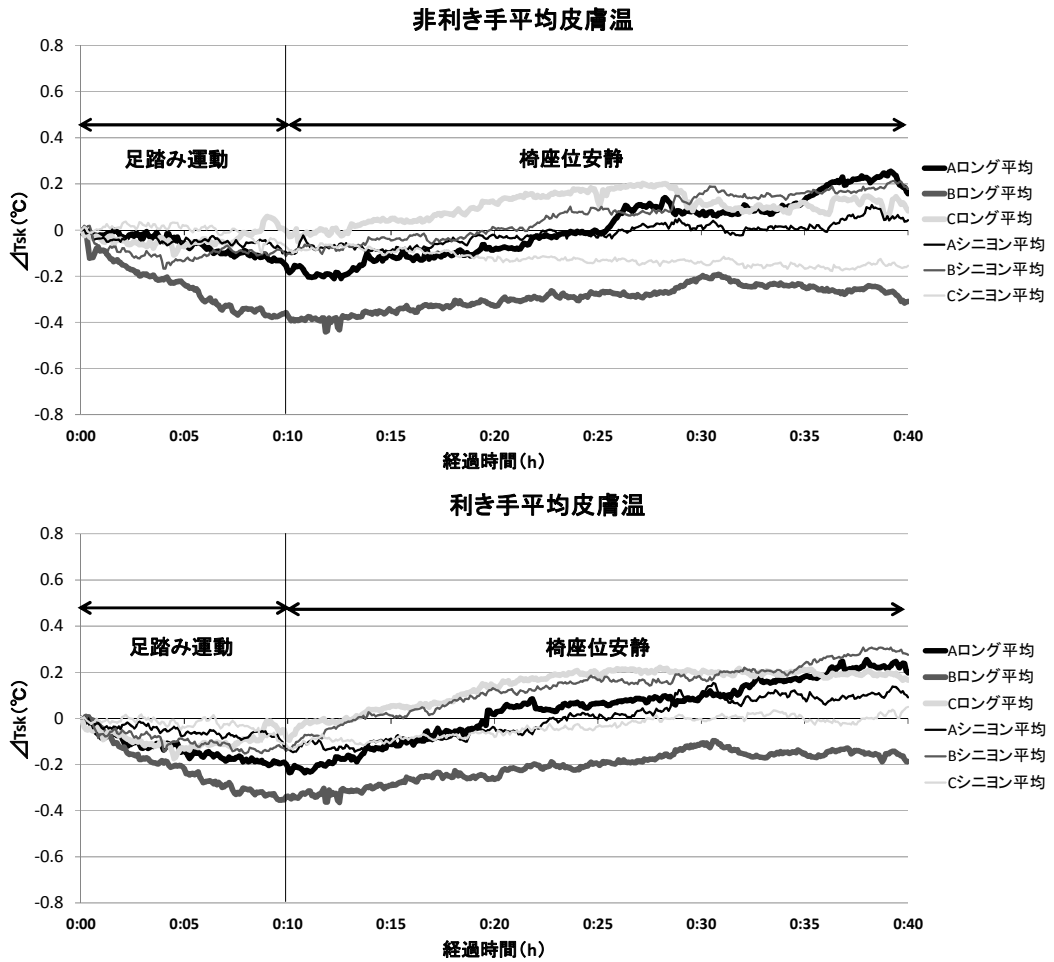 非利き手平均皮膚温
0.8
0.6
0.4
0.2
0
-0.2
-0.4
-0.6
-0.8
⊿Tsk(℃)
足踏み運動
椅座位安静
0:00 0:05 0:10 0:15 0:20 0:25 0:30 0:35 0:40
経過時間(h)
Aロング平均
Bロング平均
Cロング平均
Aシニヨン平均
Bシニヨン平均
Cシニヨン平均
利き手平均皮膚温
0.8
0.6
0.4
0.2
0
-0.2
-0.4
-0.6
-0.8
⊿Tsk(℃)
足踏み運動
椅座位安静
0:00 0:05 0:10 0:15 0:20 0:25 0:30 0:35 0:40
経過時間(h)
Aロング平均
Bロング平均
Cロング平均
Aシニヨン平均
Bシニヨン平均
Cシニヨン平均